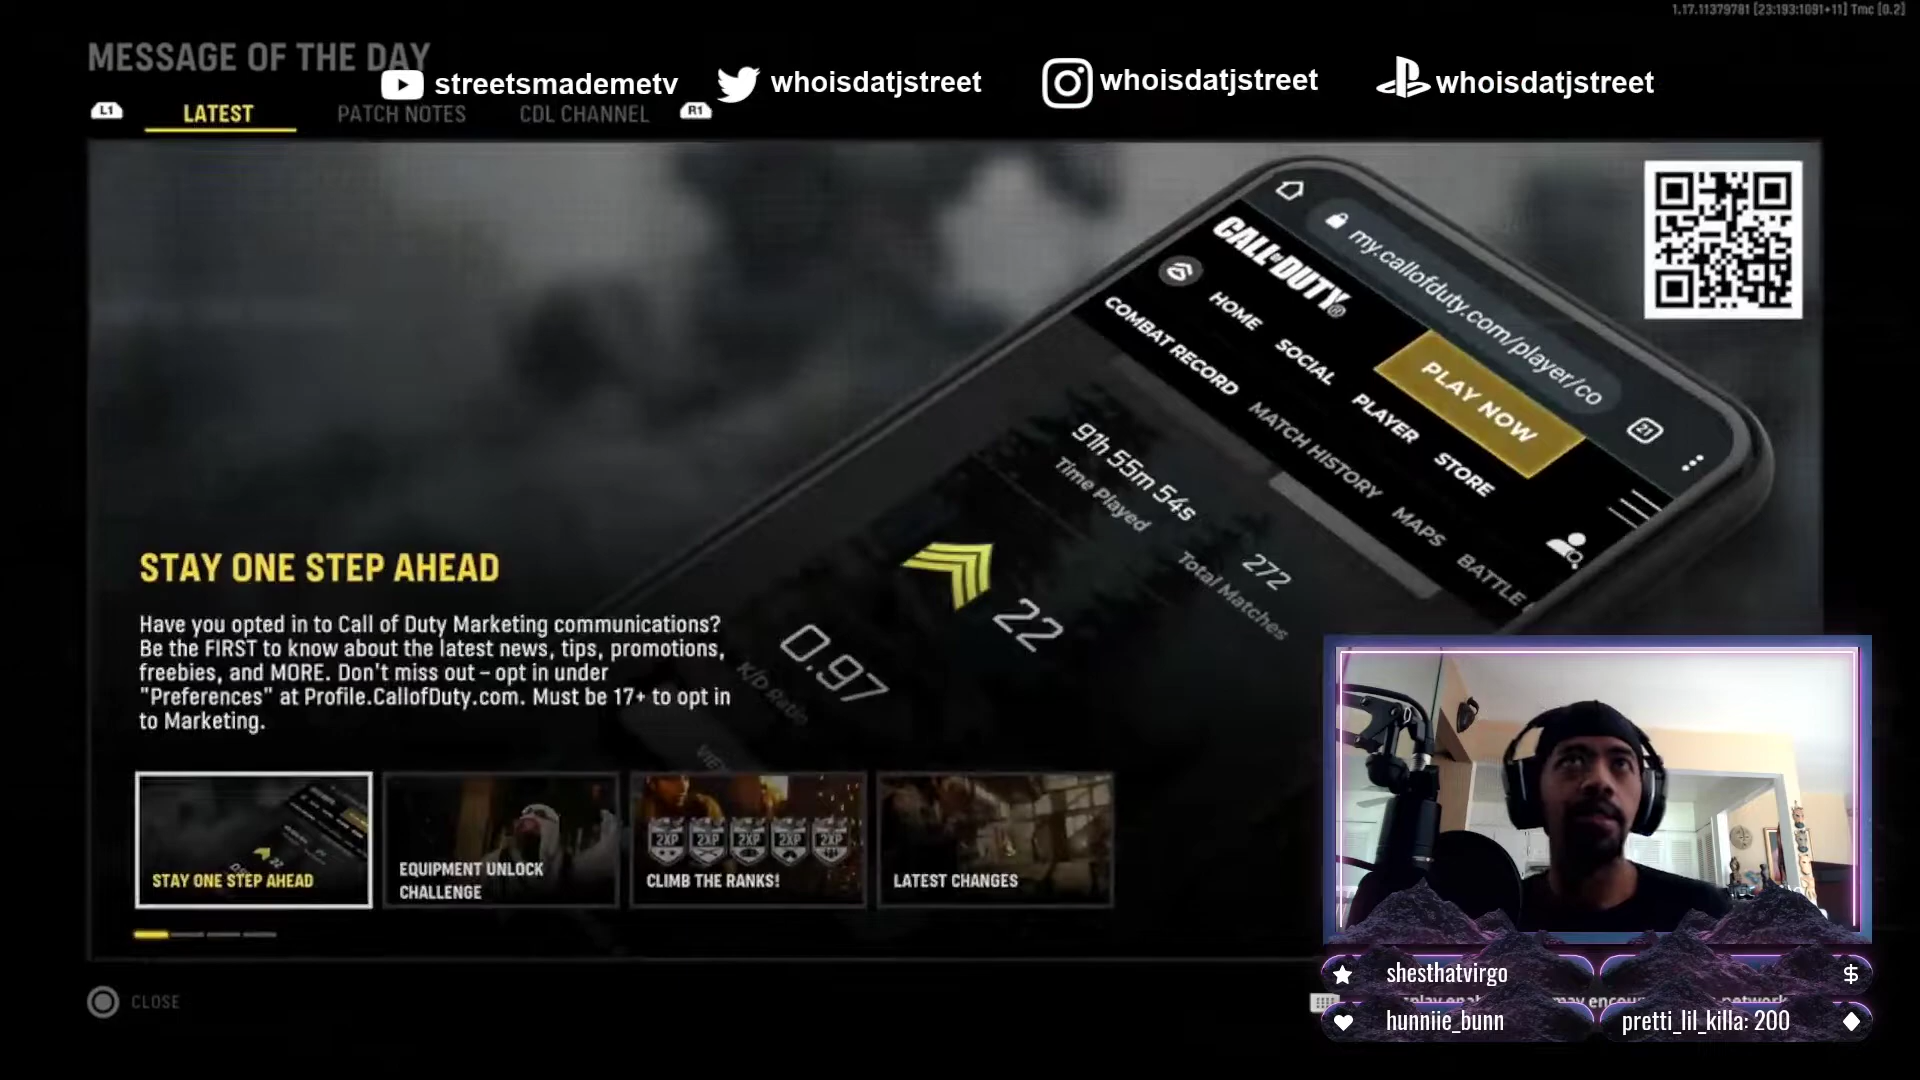 1.17.11379781 [23:193:1091+11] Tmc [0.2]
MESSAGE OF THE DAY
streetsmademetv
whoisdatjstreet
whoisdatjstreet
whoisdatjstreet
L1
LATEST
PATCH NOTES
CDL CHANNEL
R1
my.callofduty.com/player/co
21
CALL OF DUTY®
PLAY NOW
HOME
SOCIAL
PLAYER
STORE
COMBAT RECORD
MATCH HISTORY
MAPS
BATTLE
91h 55m 54s
Time Played
272
Total Matches
22
0.97
K/D Ratio
STAY ONE STEP AHEAD
Have you opted in to Call of Duty Marketing communications?
Be the FIRST to know about the latest news, tips, promotions,
freebies, and MORE. Don't miss out – opt in under
"Preferences" at Profile.CallofDuty.com. Must be 17+ to opt in
to Marketing.
STAY ONE STEP AHEAD
EQUIPMENT UNLOCK
CHALLENGE
2XP 2XP 2XP 2XP 2XP
CLIMB THE RANKS!
LATEST CHANGES
CLOSE
shesthatvirgo
$
hunniie_bunn
pretti_lil_killa: 200